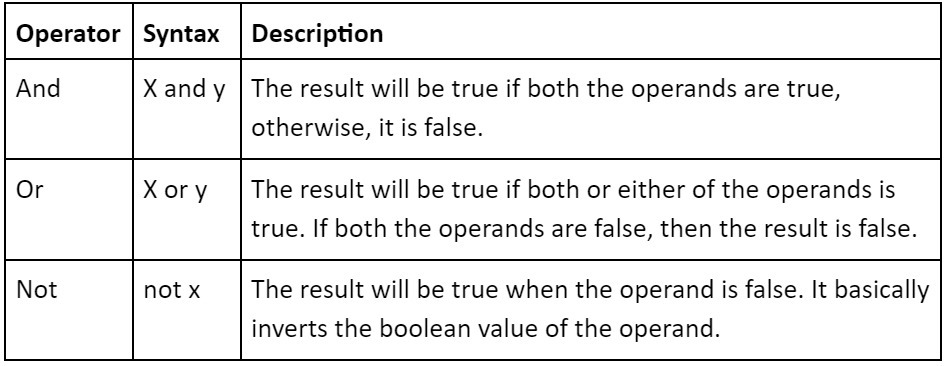 Operator Syntax Description
And X and y The result will be true if both the operands are true,
otherwise, it is false.
Or X or y The result will be true if both or either of the operands is
true. If both the operands are false, then the result is false.
Not not x The result will be true when the operand is false. It basically
inverts the boolean value of the operand.